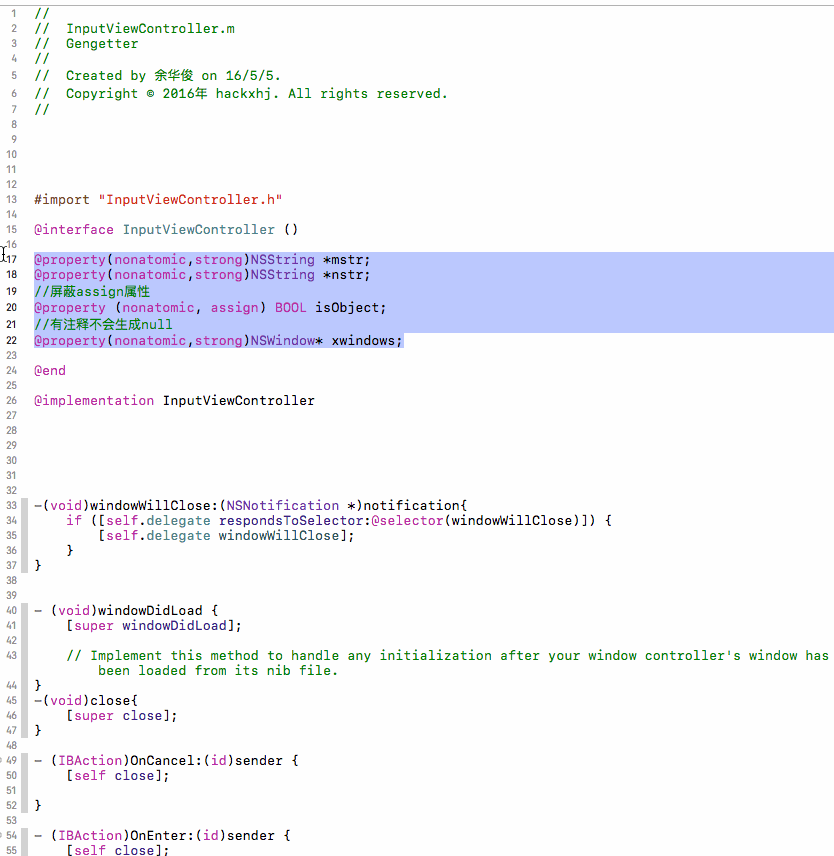 1 //
2 //  InputViewController.m
3 //  Gengetter
4 //
5 //  Created by 余华俊 on 16/5/5.
6 //  Copyright © 2016年 hackxhj. All rights reserved.
7 //
8
9
10
11
12
13 #import "InputViewController.h"
14
15 @interface InputViewController ()
16
17 @property(nonatomic,strong)NSString *mstr;
18 @property(nonatomic,strong)NSString *nstr;
19 //屏蔽assign属性
20 @property (nonatomic, assign) BOOL isObject;
21 //有注释不会生成null
22 @property(nonatomic,strong)NSWindow* xwindows;
23
24 @end
25
26 @implementation InputViewController
27
28
29
30
31
32
33 -(void)windowWillClose:(NSNotification *)notification{
34     if ([self.delegate respondsToSelector:@selector(windowWillClose)]) {
35         [self.delegate windowWillClose];
36     }
37 }
38
39
40 - (void)windowDidLoad {
41     [super windowDidLoad];
42
43     // Implement this method to handle any initialization after your window controller's window has
        been loaded from its nib file.
44 }
45 -(void)close{
46     [super close];
47 }
48
49 - (IBAction)OnCancel:(id)sender {
50     [self close];
51
52 }
53
54 - (IBAction)OnEnter:(id)sender {
55     [self close];